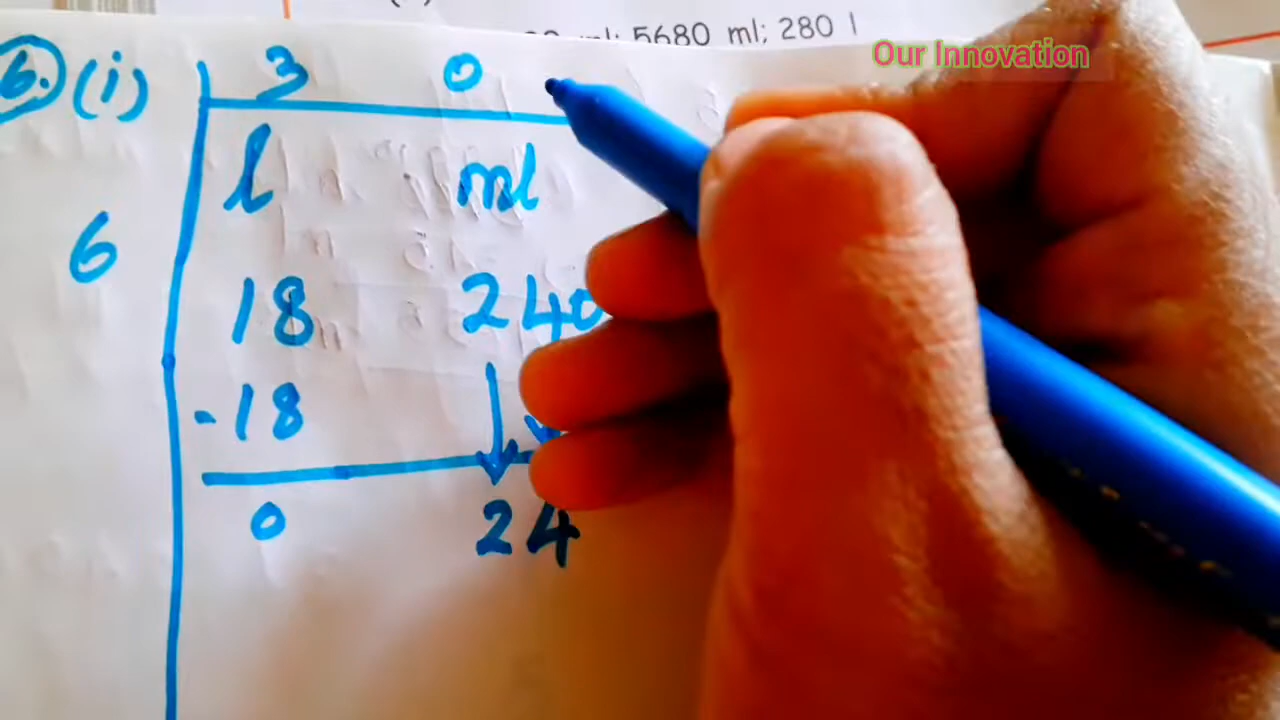 5680 ml; 280 l
Our Innovation
6. (i) 3 0
l ml
6
18 240
-18
0 24